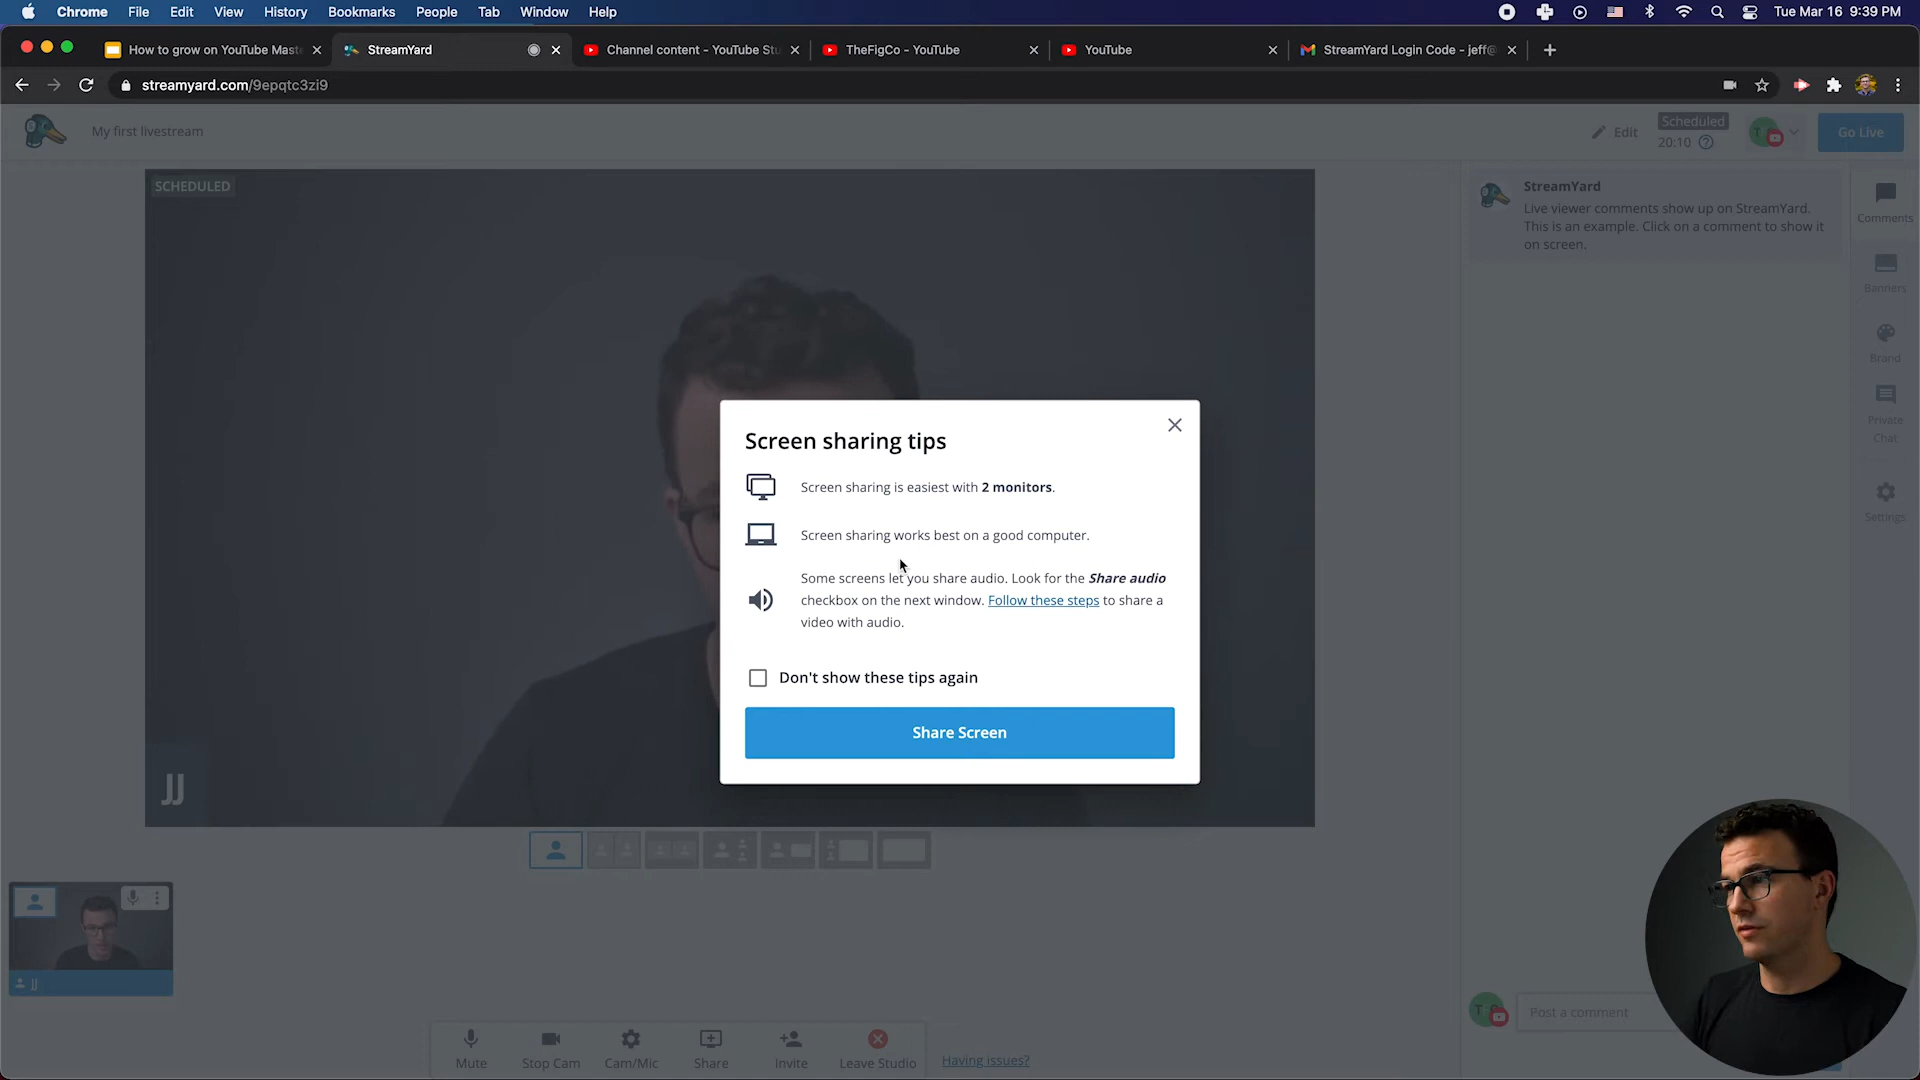 Chrome File Edit View History Bookmarks People Tab Window Help
Tue Mar 16 9:39 PM
How to grow on YouTube Maste
StreamYard
Channel content - YouTube Stu
TheFigCo - YouTube
YouTube
StreamYard Login Code - jeff@
streamyard.com/9epqtc3zi9
My first livestream
Edit
Scheduled
20:10
Go Live
SCHEDULED
StreamYard
Live viewer comments show up on StreamYard.
This is an example. Click on a comment to show it
on screen.
Comments
Banners
Brand
Private
Chat
Settings
Screen sharing tips
Screen sharing is easiest with 2 monitors.
Screen sharing works best on a good computer.
Some screens let you share audio. Look for the Share audio
checkbox on the next window. Follow these steps to share a
video with audio.
Don't show these tips again
Share Screen
JJ
JJ
Post a comment
Mute
Stop Cam
Cam/Mic
Share
Invite
Leave Studio
Having issues?